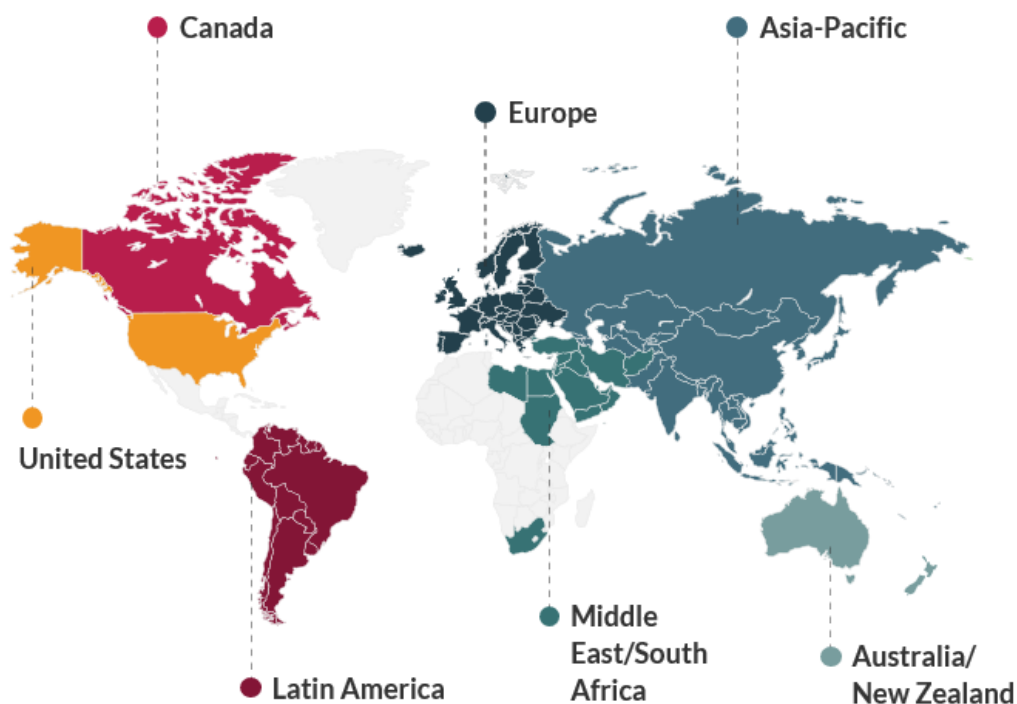 Canada
Asia-Pacific
Europe
United States
Middle
East/South
Africa
Australia/
New Zealand
Latin America